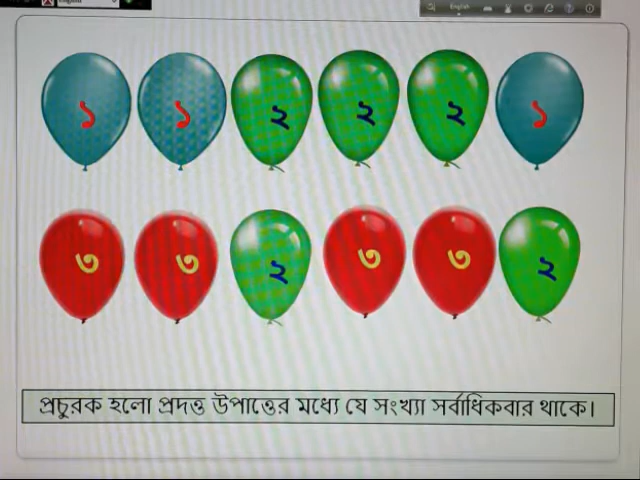 English
১ ১ ২ ২ ২ ১
৩ ৩ ২ ৩ ৩ ২
প্রচুরক হলো প্রদত্ত উপাত্তের মধ্যে যে সংখ্যা সর্বাধিকবার থাকে।